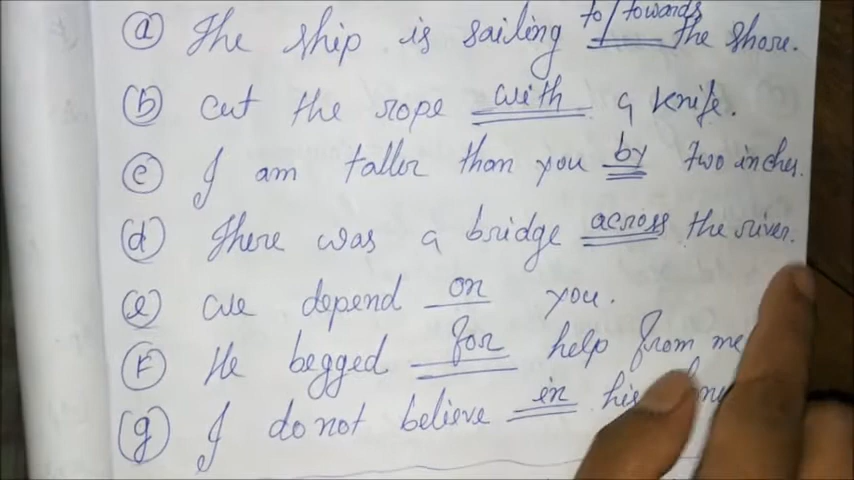 (a) The ship is sailing to/towards the shore.
(b) cut the rope with a knife.
(c) I am taller than you by two inches.
(d) There was a bridge across the river.
(e) we depend on you.
(f) He begged for help from me
(g) I do not believe in his